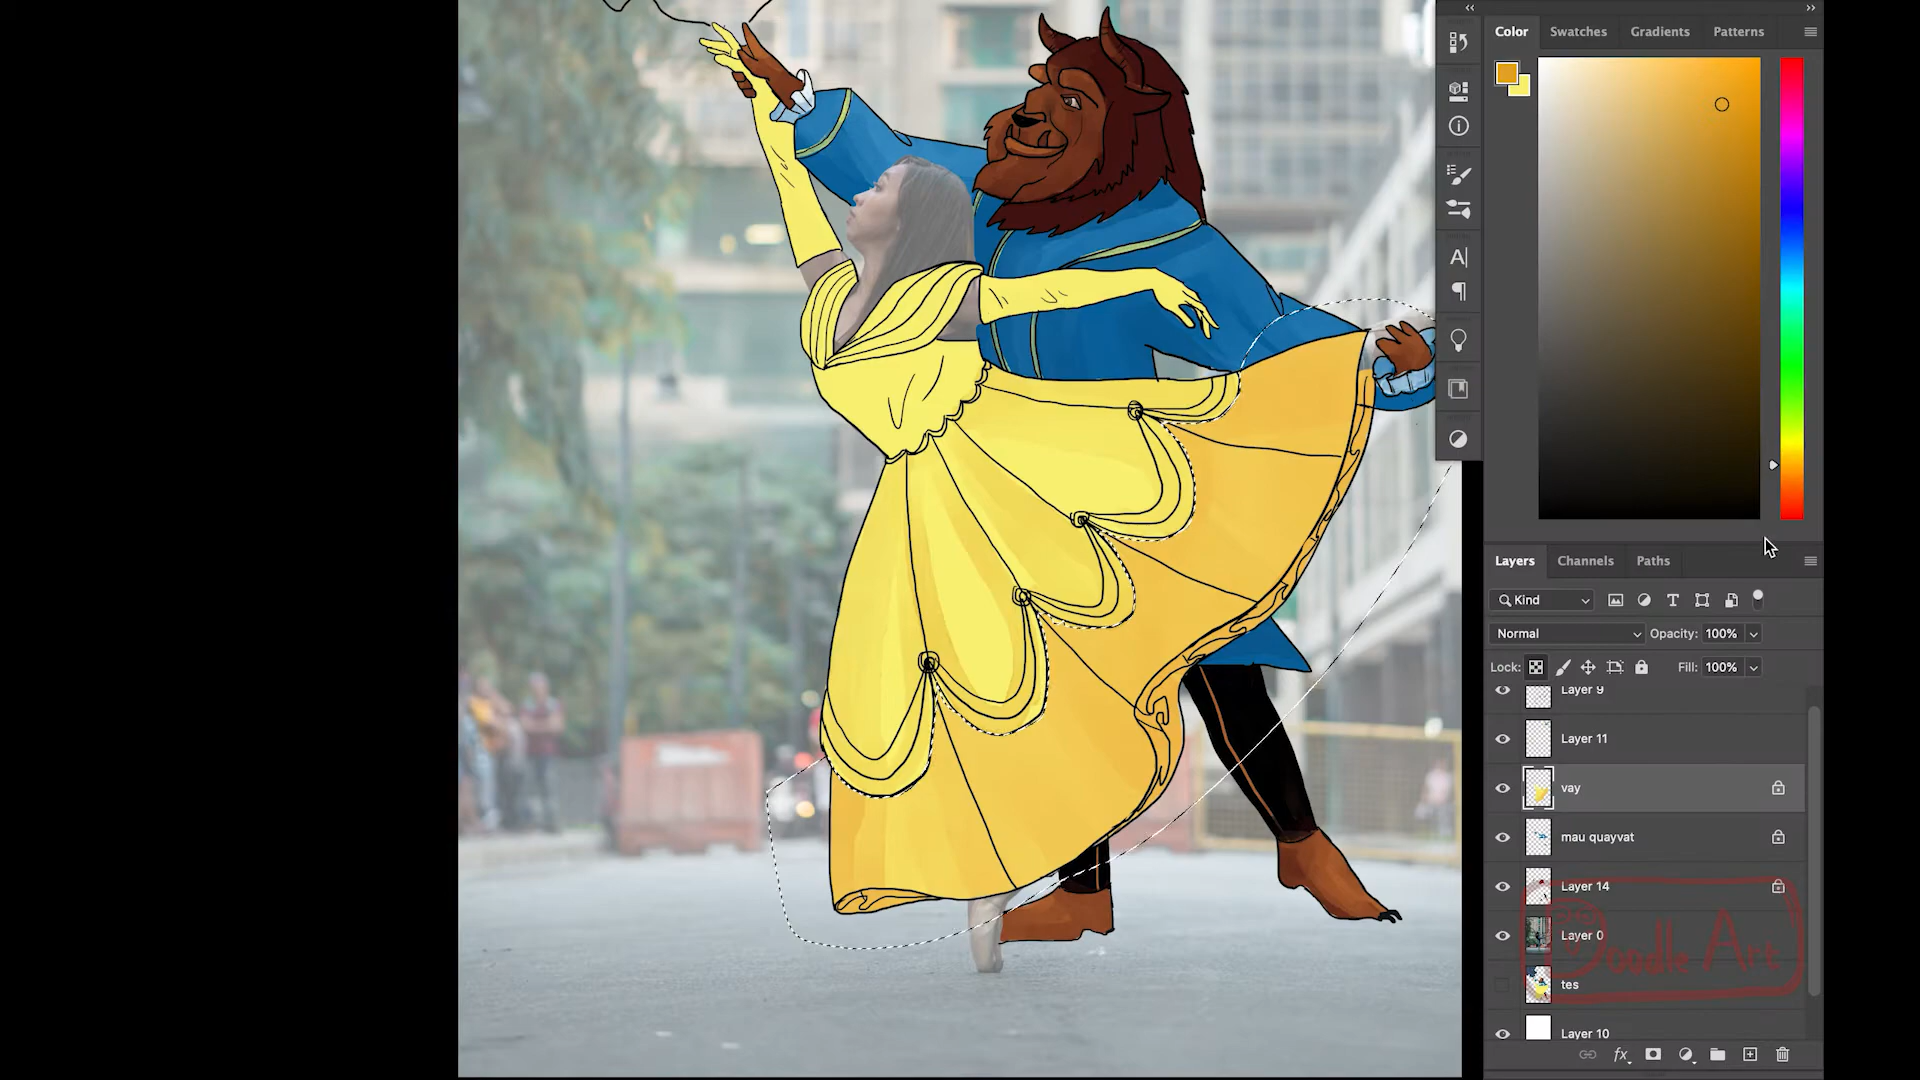 Color Swatches Gradients Patterns
Layers Channels Paths
Kind
Normal Opacity: 100%
Lock: Fill: 100%
Layer 9
Layer 11
vay
mau quayvat
Layer 14
Layer 0
Doodle Art
tes
Layer 10
fx